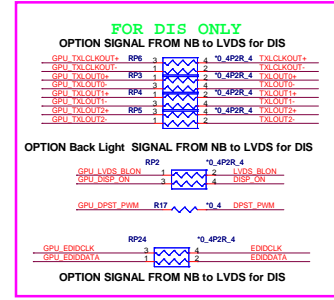 FOR DIS ONLY
OPTION SIGNAL FROM NB to LVDS for DIS
GPU_TXLCLKOUT+ RP6 3 4 *0_4P2R_4 TXLCLKOUT+
GPU_TXLCLKOUT- 1 2 TXLCLKOUT-
GPU_TXLOUT0+ RP3 1 2 *0_4P2R_4 TXLOUT0+
GPU_TXLOUT0- 3 4 TXLOUT0-
GPU_TXLOUT1+ RP4 1 2 *0_4P2R_4 TXLOUT1+
GPU_TXLOUT1- 3 4 TXLOUT1-
GPU_TXLOUT2+ RP5 3 4 *0_4P2R_4 TXLOUT2+
GPU_TXLOUT2- 1 2 TXLOUT2-
OPTION Back Light SIGNAL FROM NB to LVDS for DIS
RP2 *0_4P2R_4
GPU_LVDS_BLON 1 2 LVDS_BLON
GPU_DISP_ON 3 4 DISP_ON
GPU_DPST_PWM R17 *0_4 DPST_PWM
RP24 *0_4P2R_4
GPU_EDIDCLK 3 4 EDIDCLK
GPU_EDIDDATA 1 2 EDIDDATA
OPTION SIGNAL FROM NB to LVDS for DIS